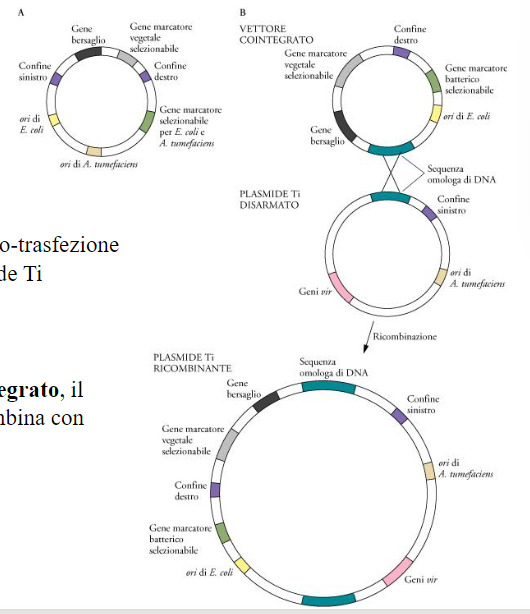 A
Gene
bersaglio
Gene marcatore
vegetale
selezionabile
Confine
sinistro
Confine
destro
ori di
E. coli
Gene marcatore
selezionabile
per E. coli e
A. tumefaciens
ori di A. tumefaciens
o-trasfezione
de Ti
egrato, il
mbina con
B
VETTORE
COINTEGRATO
Confine
destro
Gene marcatore
vegetale
selezionabile
Gene marcatore
batterico
selezionabile
ori di E. coli
Gene
bersaglio
Sequenza
omologa di DNA
PLASMIDE Ti
DISARMATO
Confine
sinistro
ori di
A. tumefaciens
Geni vir
Ricombinazione
PLASMIDE Ti
RICOMBINANTE
Sequenza
omologa di DNA
Gene
bersaglio
Confine
sinistro
Gene marcatore
vegetale
selezionabile
ori di
A. tumefaciens
Confine
destro
Gene marcatore
batterico
selezionabile
ori di E. coli
Geni vir